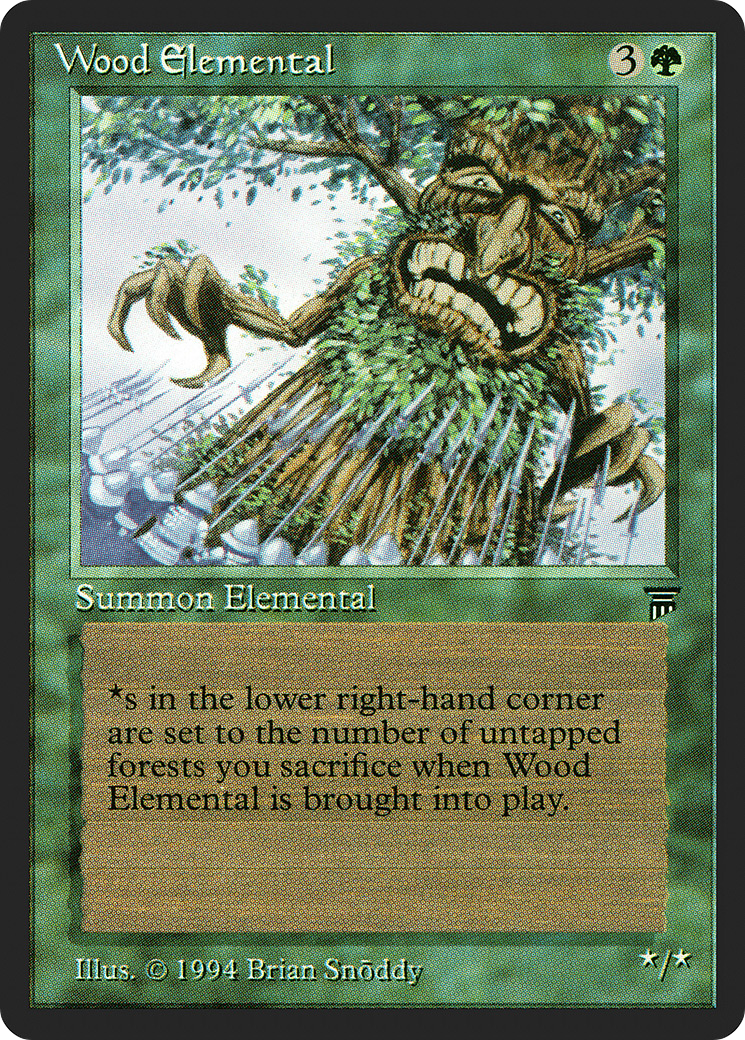 Wood Elemental 3
Summon Elemental
*s in the lower right-hand corner
are set to the number of untapped
forests you sacrifice when Wood
Elemental is brought into play.
Illus. © 1994 Brian Snōddy
*/*